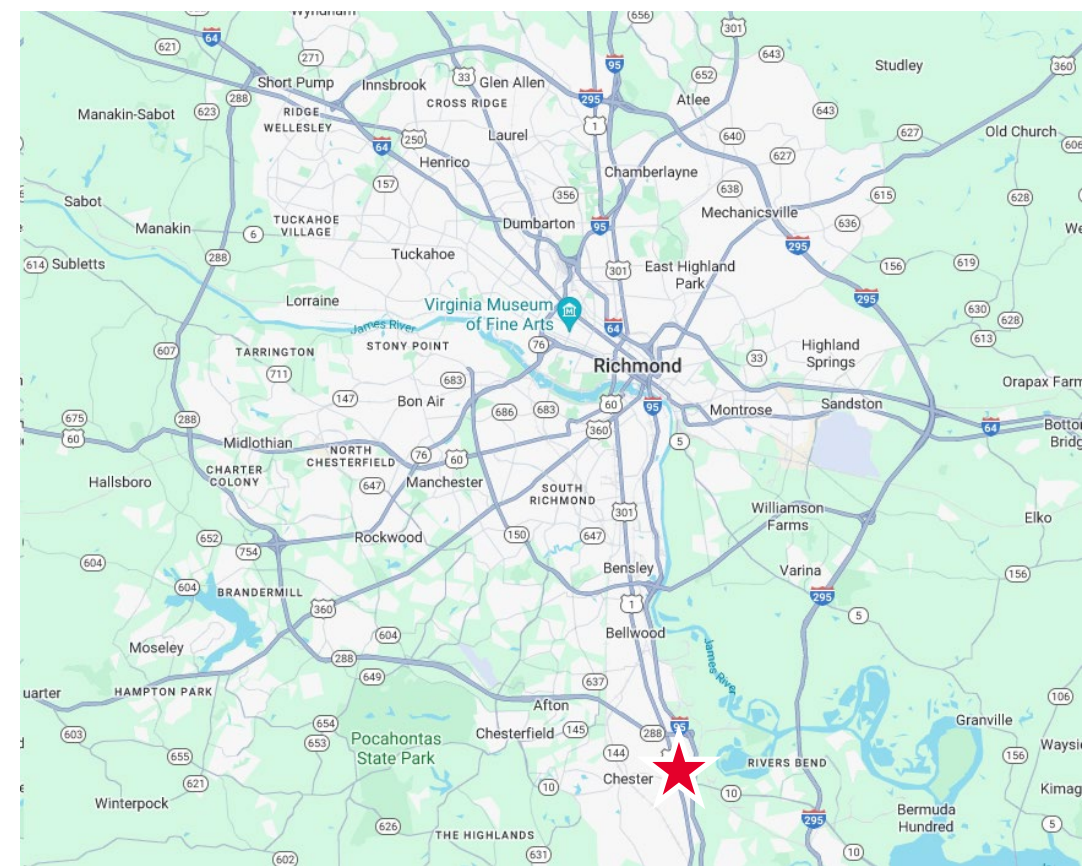 Wyndham
656
301
621
64
271
33
Glen Allen
95
652
643
Studley
360
Short Pump
Innsbrook
CROSS RIDGE
295
Atlee
288
Manakin-Sabot
623
RIDGE
WELLESLEY
1
643
250
Laurel
640
627
Old Church
64
Henrico
627
606
Chamberlayne
157
638
615
628
Sabot
356
Mechanicsville
TUCKAHOE
VILLAGE
Dumbarton
95
636
Manakin
6
295
288
Tuckahoe
614
Subletts
301
East Highland
Park
156
619
Lorraine
Virginia Museum
of Fine Arts
295
630
628
James River
64
STONY POINT
76
613
607
TARRINGTON
Richmond
33
Highland
Springs
711
683
Orapax Farm
147
Bon Air
686
683
60
95
Montrose
Sandston
675
288
64
60
360
Midlothian
5
NORTH
CHESTERFIELD
76
60
CHARTER
COLONY
Hallsboro
647
Manchester
SOUTH
RICHMOND
301
Williamson
Farms
Elko
652
Rockwood
150
647
754
604
Bensley
Varina
156
604
BRANDERMILL
295
360
1
5
604
Bellwood
Moseley
288
James River
649
637
HAMPTON PARK
106
Afton
654
95
Granville
603
653
Pocahontas
State Park
Chesterfield
145
288
156
655
144
RIVERS BEND
621
Chester
10
10
Winterpock
Bermuda
Hundred
626
295
5
THE HIGHLANDS
602
631
10